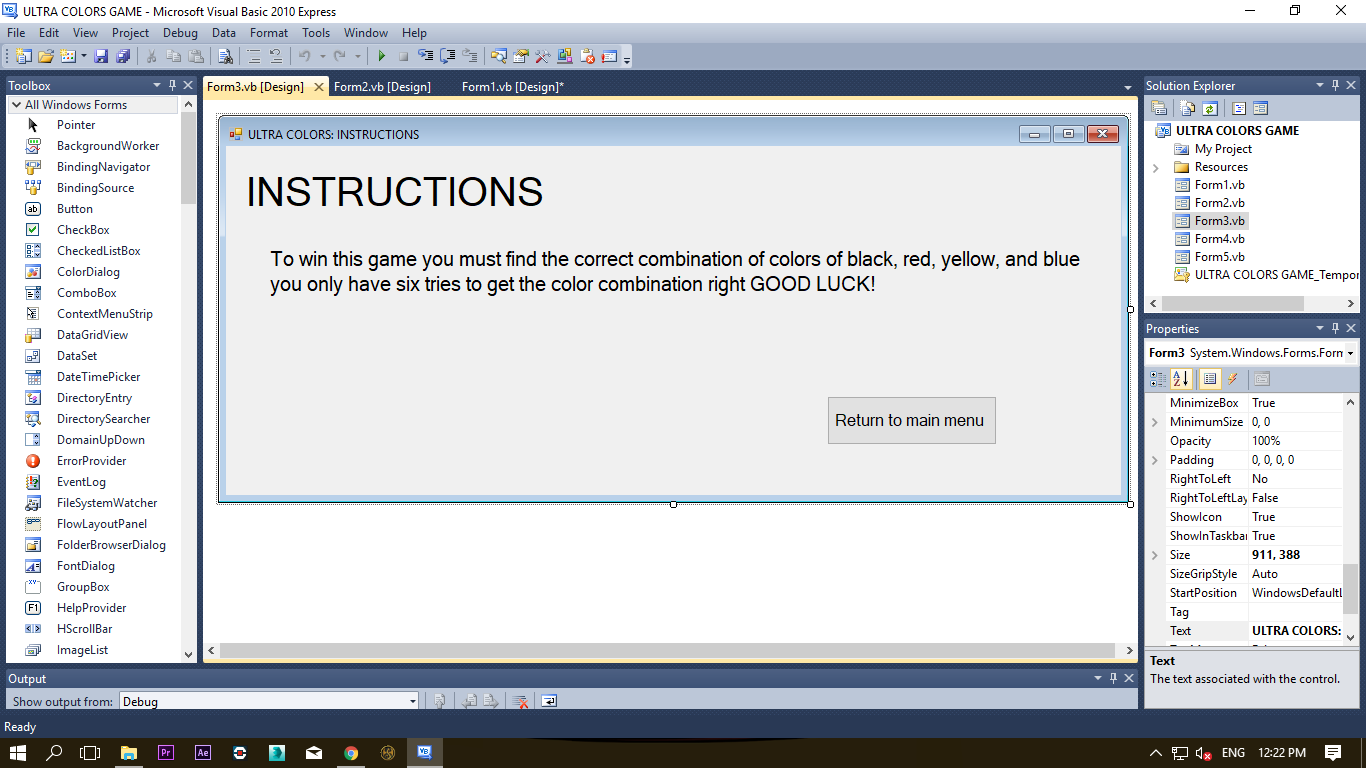 ULTRA COLORS GAME - Microsoft Visual Basic 2010 Express
File Edit View Project Debug Data Format Tools Window Help
Toolbox
All Windows Forms
Pointer
BackgroundWorker
BindingNavigator
BindingSource
Button
CheckBox
CheckedListBox
ColorDialog
ComboBox
ContextMenuStrip
DataGridView
DataSet
DateTimePicker
DirectoryEntry
DirectorySearcher
DomainUpDown
ErrorProvider
EventLog
FileSystemWatcher
FlowLayoutPanel
FolderBrowserDialog
FontDialog
GroupBox
HelpProvider
HScrollBar
ImageList
Form3.vb [Design] Form2.vb [Design] Form1.vb [Design]*
ULTRA COLORS: INSTRUCTIONS
INSTRUCTIONS
To win this game you must find the correct combination of colors of black, red, yellow, and blue
you only have six tries to get the color combination right GOOD LUCK!
Return to main menu
Solution Explorer
ULTRA COLORS GAME
My Project
Resources
Form1.vb
Form2.vb
Form3.vb
Form4.vb
Form5.vb
ULTRA COLORS GAME_Tempor
Properties
Form3 System.Windows.Forms.Form
MinimizeBox True
MinimumSize 0, 0
Opacity 100%
Padding 0, 0, 0, 0
RightToLeft No
RightToLeftLay False
ShowIcon True
ShowInTaskbar True
Size 911, 388
SizeGripStyle Auto
StartPosition WindowsDefaultL
Tag
Text ULTRA COLORS:
Text
The text associated with the control.
Output
Show output from: Debug
Ready
Pr Ae VB ENG 12:22 PM